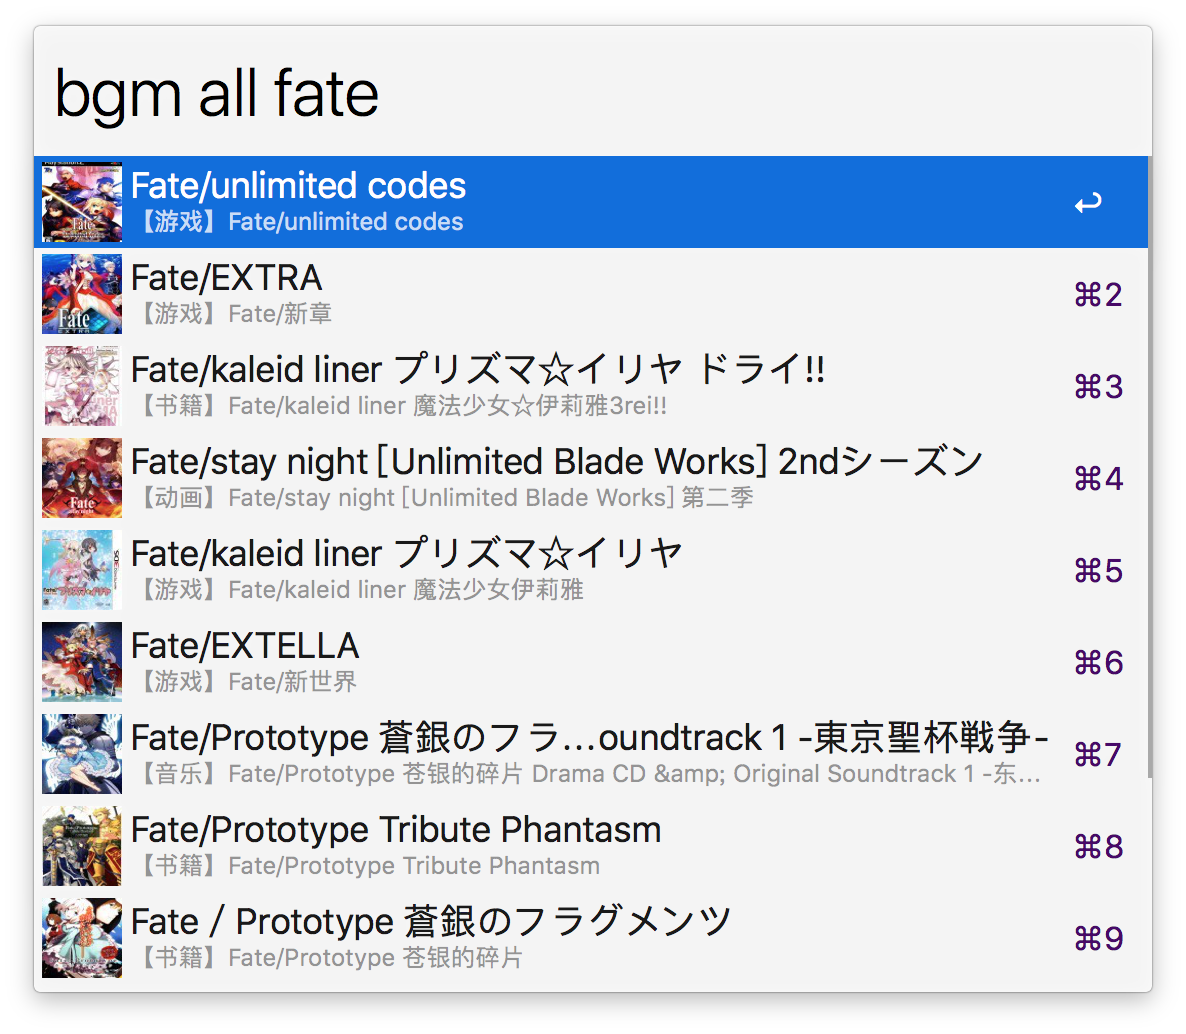 bgm all fate
Fate/unlimited codes
【游戏】Fate/unlimited codes
Fate/EXTRA
⌘2
【游戏】Fate/新章
Fate/kaleid liner プリズマ☆イリヤ ドライ!!
⌘3
【书籍】Fate/kaleid liner 魔法少女☆伊莉雅3rei!!
Fate/stay night [Unlimited Blade Works] 2ndシーズン
⌘4
【动画】Fate/stay night [Unlimited Blade Works] 第二季
Fate/kaleid liner プリズマ☆イリヤ
⌘5
【游戏】Fate/kaleid liner 魔法少女伊莉雅
Fate/EXTELLA
⌘6
【游戏】Fate/新世界
Fate/Prototype 蒼銀のフラ...oundtrack 1 -東京聖杯戦争-
⌘7
【音乐】Fate/Prototype 苍银的碎片 Drama CD &amp; Original Soundtrack 1 -东...
Fate/Prototype Tribute Phantasm
⌘8
【书籍】Fate/Prototype Tribute Phantasm
Fate / Prototype 蒼銀のフラグメンツ
⌘9
【书籍】Fate/Prototype 苍银的碎片